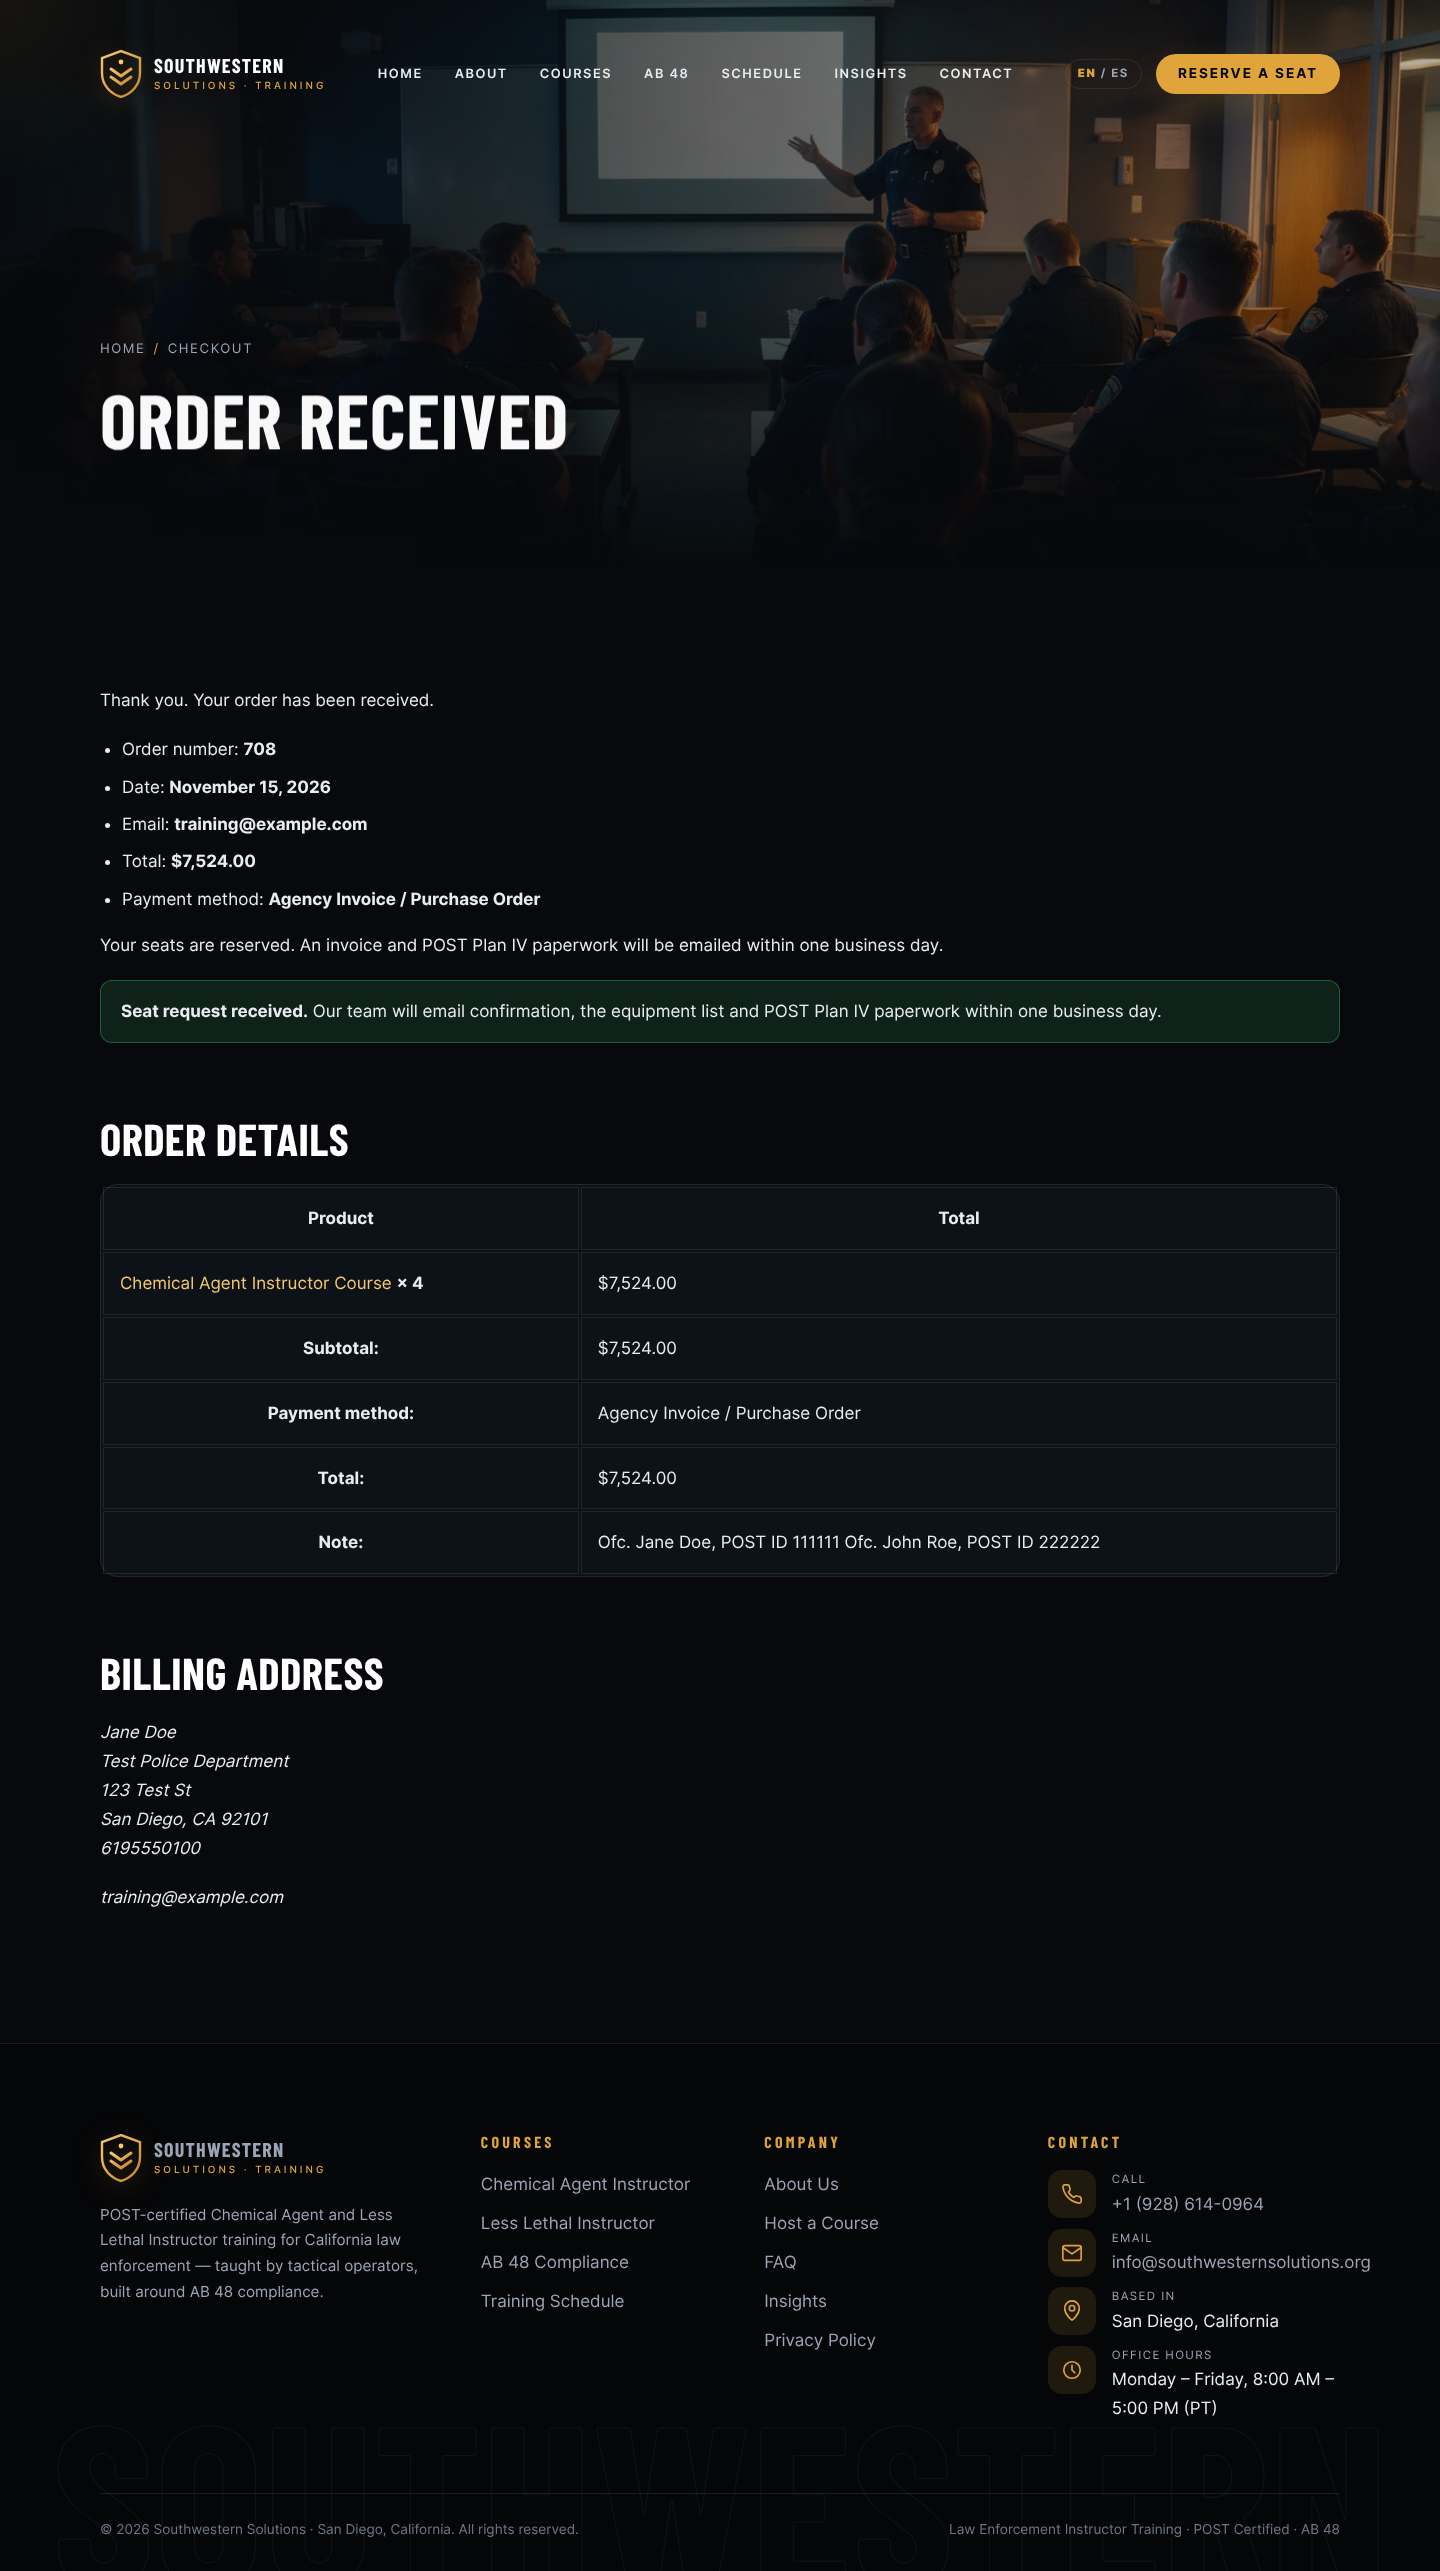 SOUTHWESTERN
SOLUTIONS · TRAINING
HOME
ABOUT
COURSES
AB 48
SCHEDULE
INSIGHTS
CONTACT
EN / ES
RESERVE A SEAT
HOME / CHECKOUT
ORDER RECEIVED
Thank you. Your order has been received.
• Order number: 708
• Date: November 15, 2026
• Email: training@example.com
• Total: $7,524.00
• Payment method: Agency Invoice / Purchase Order
Your seats are reserved. An invoice and POST Plan IV paperwork will be emailed within one business day.
Seat request received. Our team will email confirmation, the equipment list and POST Plan IV paperwork within one business day.
ORDER DETAILS
Product Total
Chemical Agent Instructor Course × 4 $7,524.00
Subtotal: $7,524.00
Payment method: Agency Invoice / Purchase Order
Total: $7,524.00
Note: Ofc. Jane Doe, POST ID 111111 Ofc. John Roe, POST ID 222222
BILLING ADDRESS
Jane Doe
Test Police Department
123 Test St
San Diego, CA 92101
6195550100
training@example.com
SOUTHWESTERN
SOLUTIONS · TRAINING
POST-certified Chemical Agent and Less
Lethal Instructor training for California law
enforcement — taught by tactical operators,
built around AB 48 compliance.
COURSES
Chemical Agent Instructor
Less Lethal Instructor
AB 48 Compliance
Training Schedule
COMPANY
About Us
Host a Course
FAQ
Insights
Privacy Policy
CONTACT
CALL
+1 (928) 614-0964
EMAIL
info@southwesternsolutions.org
BASED IN
San Diego, California
OFFICE HOURS
Monday – Friday, 8:00 AM –
5:00 PM (PT)
SOUTHWESTERN
© 2026 Southwestern Solutions · San Diego, California. All rights reserved.
Law Enforcement Instructor Training · POST Certified · AB 48